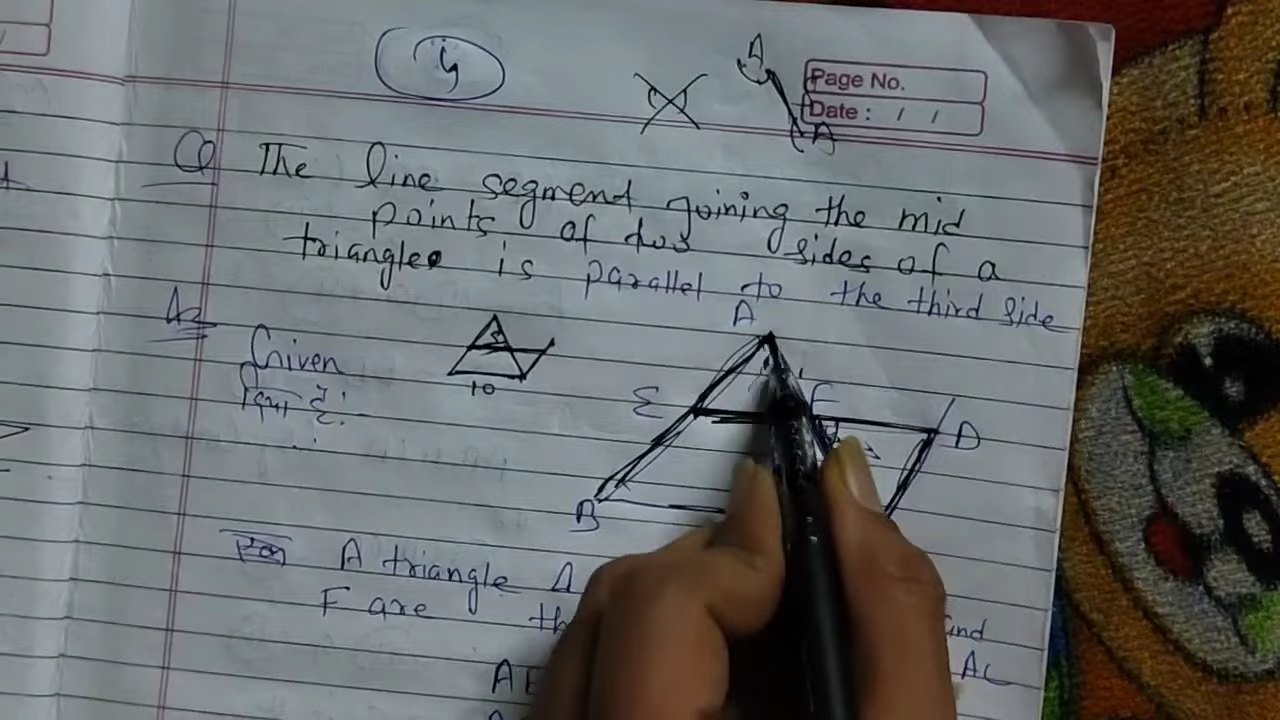 Page No.
Date : / /
A
A
Q The line segment joining the mid
points of two sides of a
triangle is parallel to the third side
A
Given
10
E
F
D
B
A triangle
F are th
and
AC
AE